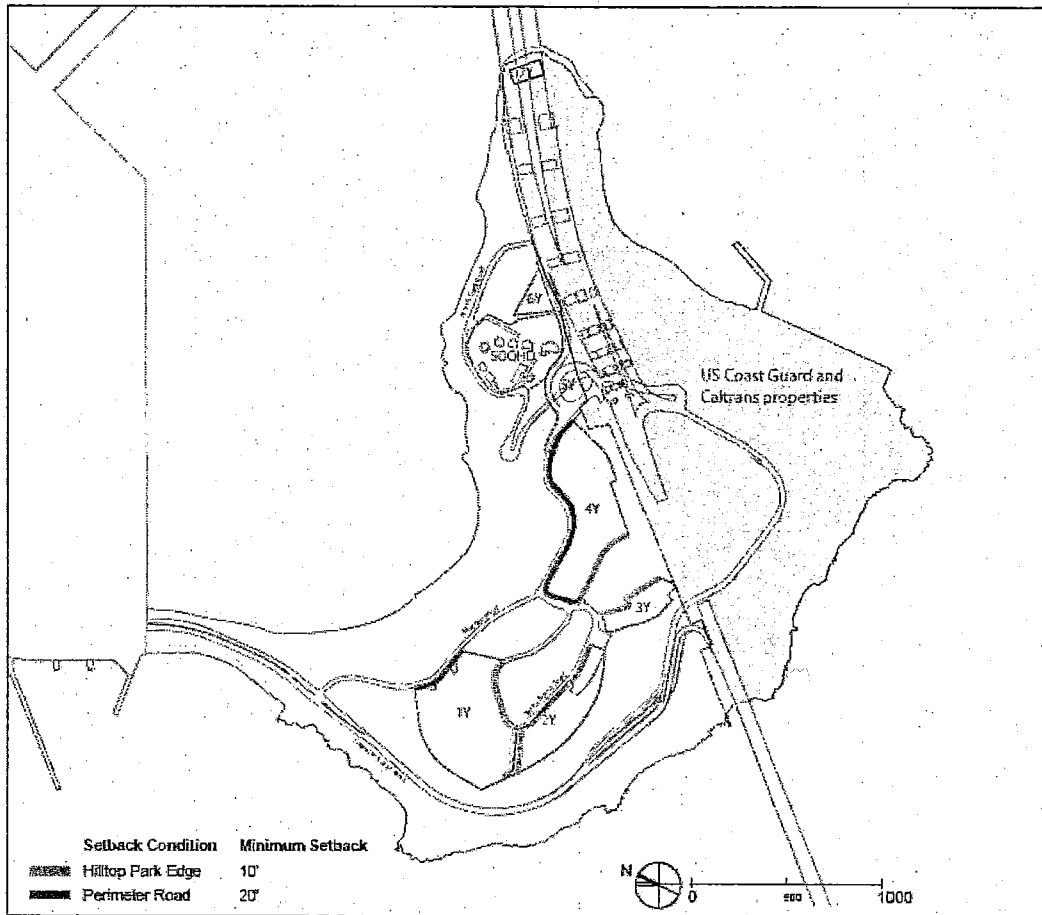 6Y
5Y
US Coast Guard and
Caltrans properties
4Y
3Y
1Y
2Y
Setback Condition Minimum Setback
Hilltop Park Edge 10'
Perimeter Road 20'
N
0 500 1000